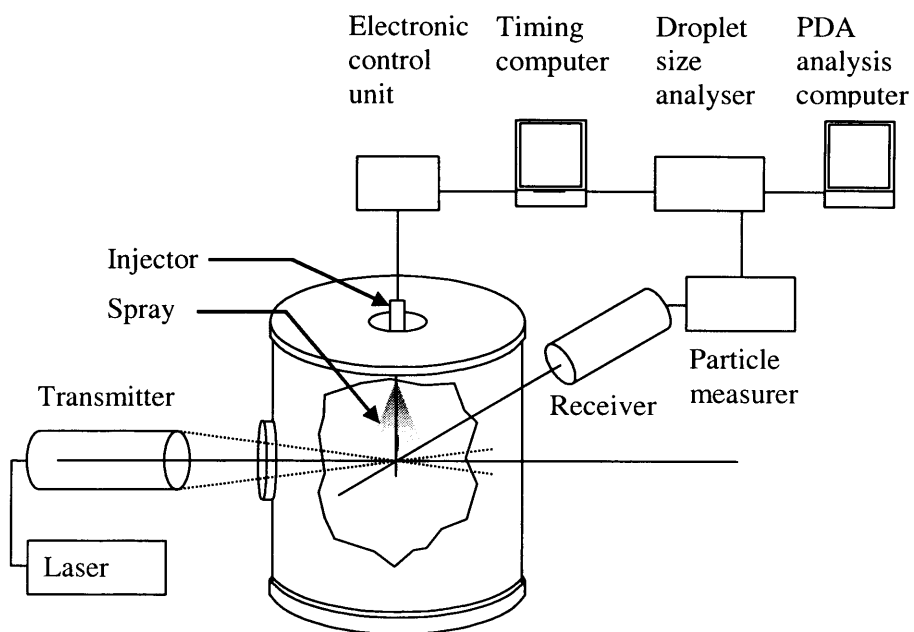 Electronic
control
unit
Timing
computer
Droplet
size
analyser
PDA
analysis
computer
Injector
Spray
Transmitter
Receiver
Particle
measurer
Laser